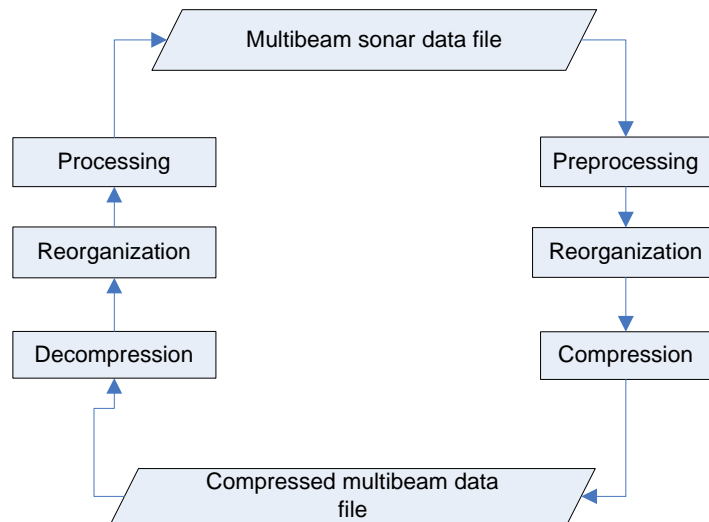 Multibeam sonar data file
Processing
Preprocessing
Reorganization
Reorganization
Decompression
Compression
Compressed multibeam data
file